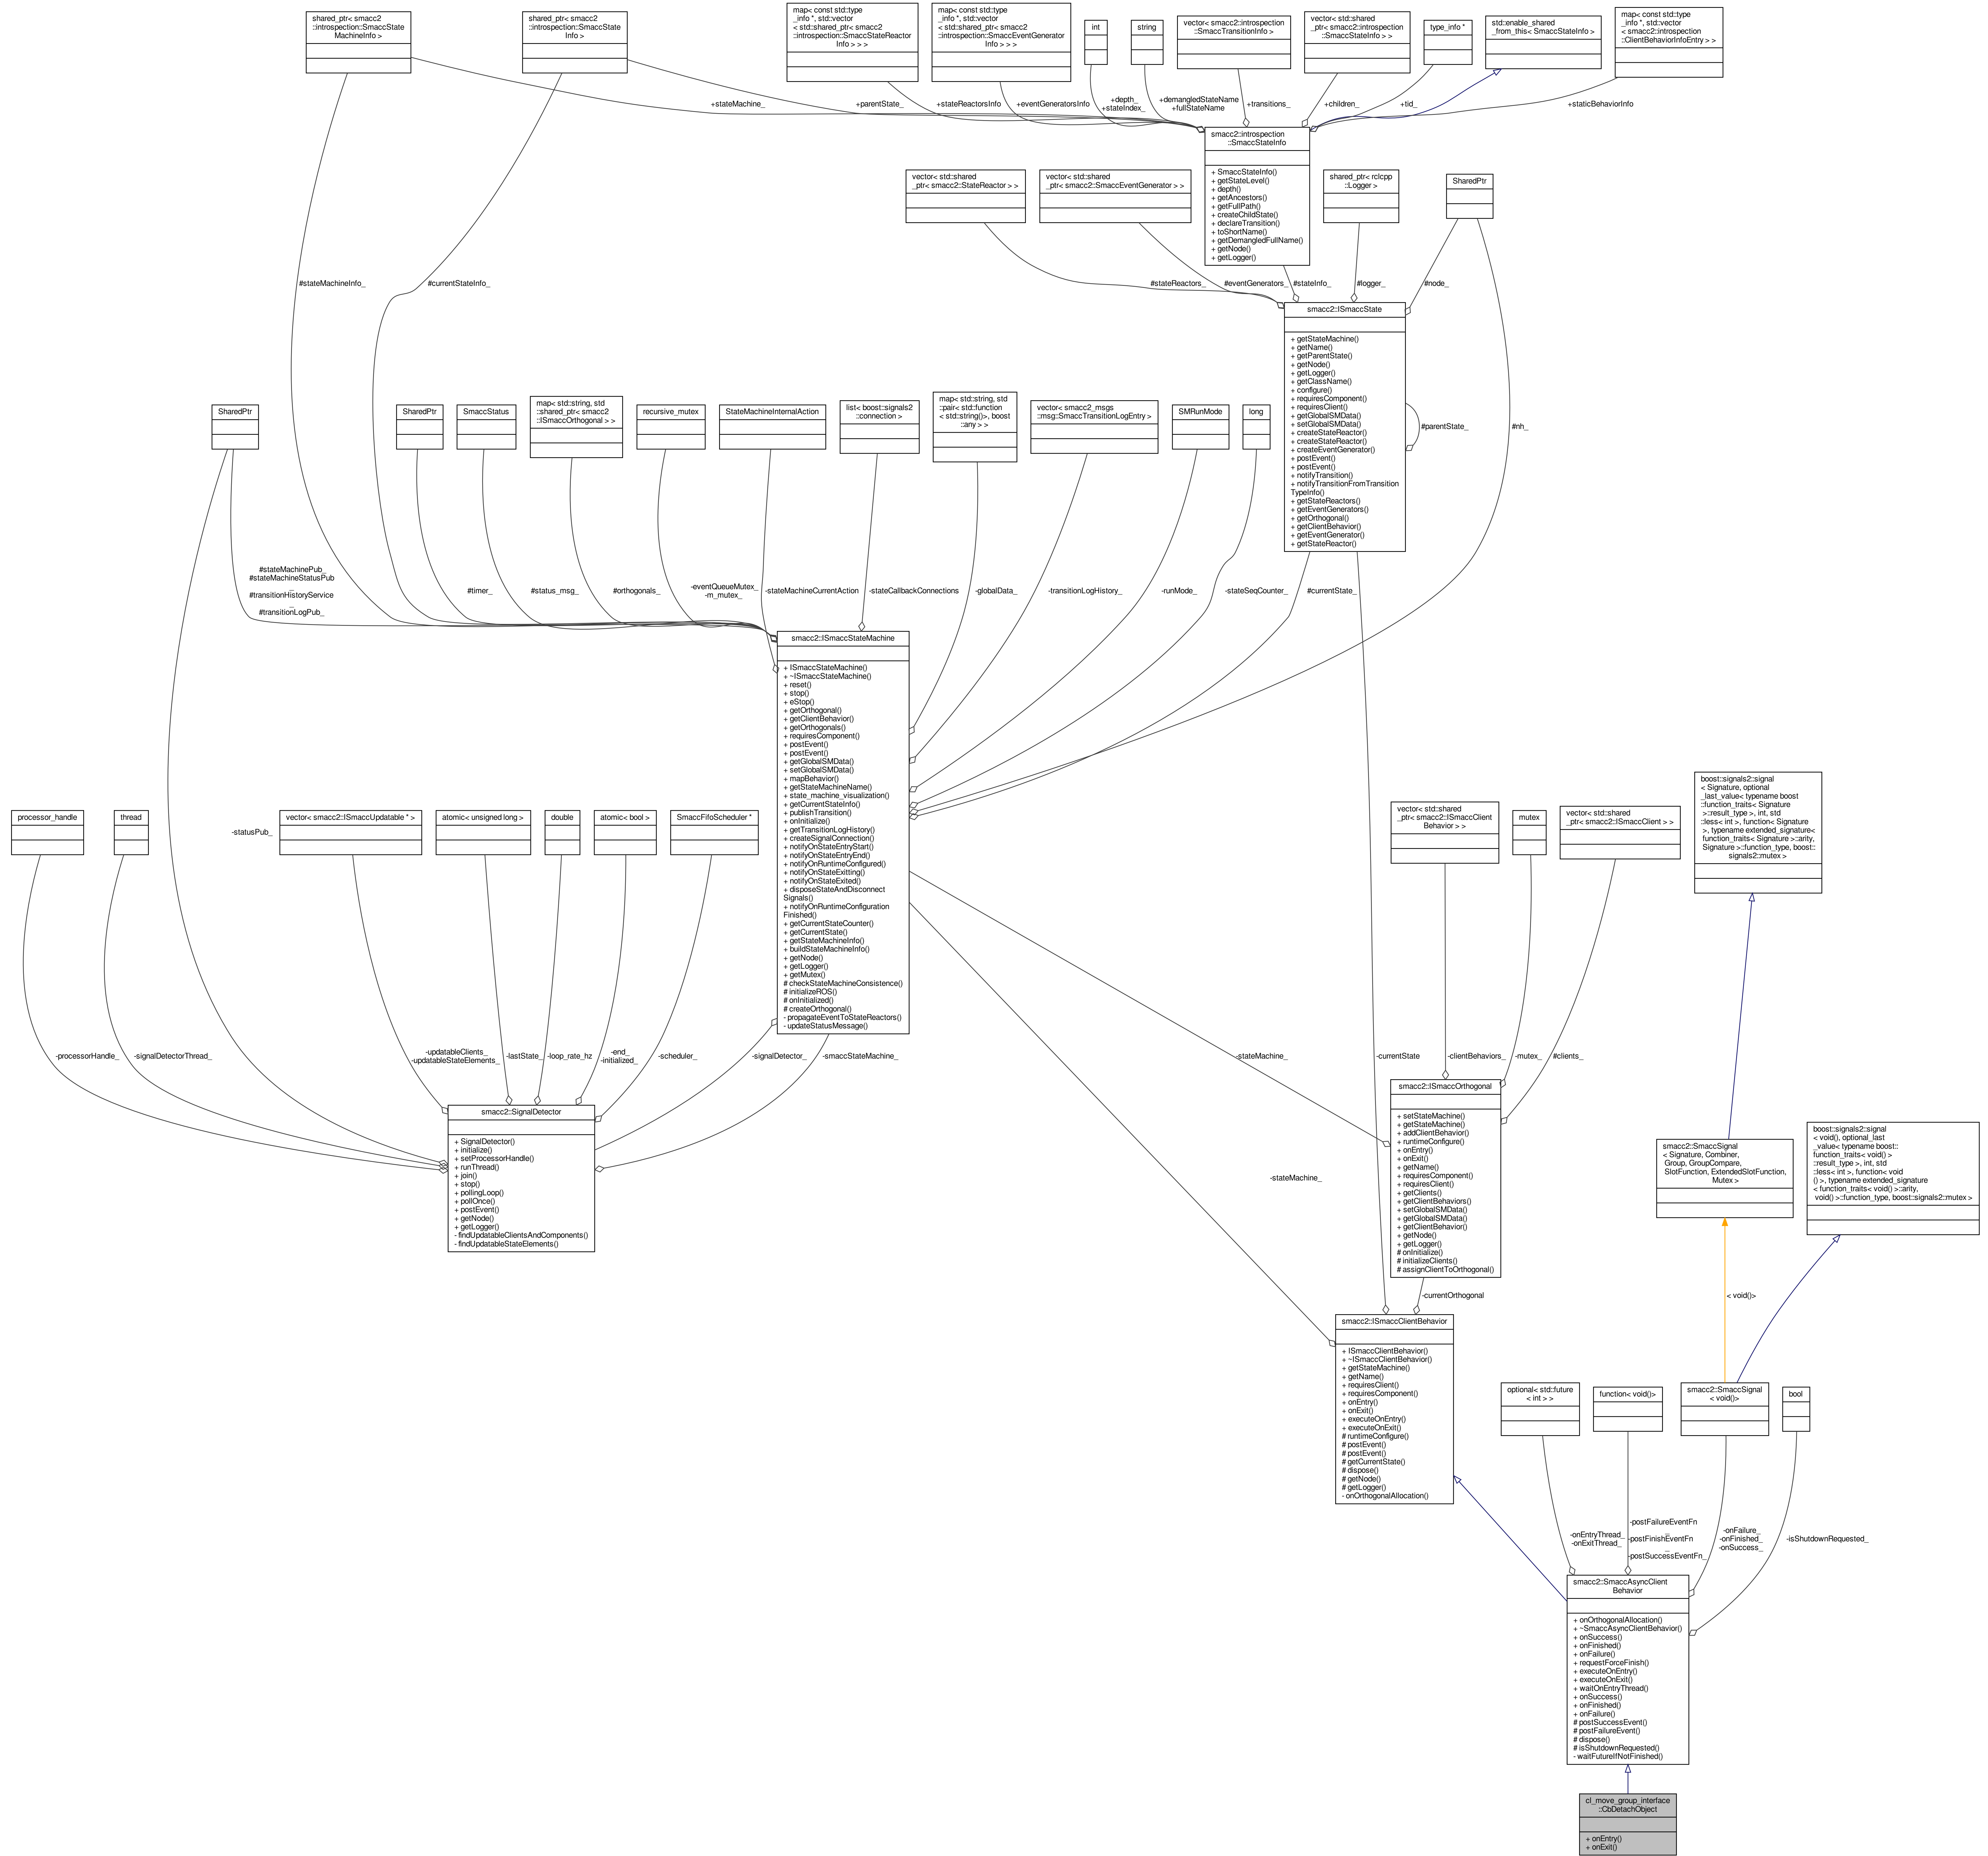 shared_ptr< smacc2
::introspection::SmaccState
MachineInfo >
shared_ptr< smacc2
::introspection::SmaccState
Info >
map< const std::type
_info *, std::vector
< std::shared_ptr< smacc2
::introspection::SmaccStateReactor
Info > > >
map< const std::type
_info *, std::vector
< std::shared_ptr< smacc2
::introspection::SmaccEventGenerator
Info > > >
int
string
vector< smacc2::introspection
::SmaccTransitionInfo >
vector< std::shared
_ptr< smacc2::introspection
::SmaccStateInfo > >
type_info *
std::enable_shared
_from_this< SmaccStateInfo >
map< const std::type
_info *, std::vector
< smacc2::introspection
::ClientBehaviorInfoEntry > >
+stateMachine_
+parentState_
+stateReactorsInfo
+eventGeneratorsInfo
+depth_
+stateIndex_
+demangledStateName
+fullStateName
+transitions_
+children_
+tid_
+staticBehaviorInfo
smacc2::introspection
::SmaccStateInfo
+ SmaccStateInfo()
+ getStateLevel()
+ depth()
+ getAncestors()
+ getFullPath()
+ createChildState()
+ declareTransition()
+ toShortName()
+ getDemangledFullName()
+ getNode()
+ getLogger()
vector< std::shared
_ptr< smacc2::StateReactor > >
vector< std::shared
_ptr< smacc2::SmaccEventGenerator > >
shared_ptr< rclcpp
::Logger >
SharedPtr
#stateMachineInfo_
#currentStateInfo_
#stateReactors_
#eventGenerators_
#stateInfo_
#logger_
#node_
smacc2::ISmaccState
+ getStateMachine()
+ getName()
+ getParentState()
+ getNode()
+ getLogger()
+ getClassName()
+ configure()
+ requiresComponent()
+ requiresClient()
+ getGlobalSMData()
+ setGlobalSMData()
+ createStateReactor()
+ createStateReactor()
+ createEventGenerator()
+ postEvent()
+ postEvent()
+ notifyTransition()
+ notifyTransitionFromTransition
TypeInfo()
+ getStateReactors()
+ getEventGenerators()
+ getOrthogonal()
+ getClientBehavior()
+ getEventGenerator()
+ getStateReactor()
#parentState_
#nh_
SharedPtr
SharedPtr
SmaccStatus
map< std::string, std
::shared_ptr< smacc2
::ISmaccOrthogonal > >
recursive_mutex
StateMachineInternalAction
list< boost::signals2
::connection >
map< std::string, std
::pair< std::function
< std::string()>, boost
::any > >
vector< smacc2_msgs
::msg::SmaccTransitionLogEntry >
SMRunMode
long
#stateMachinePub_
#stateMachineStatusPub
_
#transitionHistoryService
_
#transitionLogPub_
#timer_
#status_msg_
#orthogonals_
-eventQueueMutex_
-m_mutex_
-stateMachineCurrentAction
-stateCallbackConnections
-globalData_
-transitionLogHistory_
-runMode_
-stateSeqCounter_
#currentState_
smacc2::ISmaccStateMachine
+ ISmaccStateMachine()
+ ~ISmaccStateMachine()
+ reset()
+ stop()
+ eStop()
+ getOrthogonal()
+ getClientBehavior()
+ getOrthogonals()
+ requiresComponent()
+ postEvent()
+ postEvent()
+ getGlobalSMData()
+ setGlobalSMData()
+ mapBehavior()
+ getStateMachineName()
+ state_machine_visualization()
+ getCurrentStateInfo()
+ publishTransition()
+ onInitialize()
+ getTransitionLogHistory()
+ createSignalConnection()
+ notifyOnStateEntryStart()
+ notifyOnStateEntryEnd()
+ notifyOnRuntimeConfigured()
+ notifyOnStateExitting()
+ notifyOnStateExited()
+ disposeStateAndDisconnect
Signals()
+ notifyOnRuntimeConfiguration
Finished()
+ getCurrentStateCounter()
+ getCurrentState()
+ getStateMachineInfo()
+ buildStateMachineInfo()
+ getNode()
+ getLogger()
+ getMutex()
# checkStateMachineConsistence()
# initializeROS()
# onInitialized()
# createOrthogonal()
- propagateEventToStateReactors()
- updateStatusMessage()
processor_handle
thread
-statusPub_
vector< smacc2::ISmaccUpdatable * >
atomic< unsigned long >
double
atomic< bool >
SmaccFifoScheduler *
-processorHandle_
-signalDetectorThread_
-updatableClients_
-updatableStateElements_
-lastState_
-loop_rate_hz
-end_
-initialized_
-scheduler_
-signalDetector_
-smaccStateMachine_
smacc2::SignalDetector
+ SignalDetector()
+ initialize()
+ setProcessorHandle()
+ runThread()
+ join()
+ stop()
+ pollingLoop()
+ pollOnce()
+ postEvent()
+ getNode()
+ getLogger()
- findUpdatableClientsAndComponents()
- findUpdatableStateElements()
vector< std::shared
_ptr< smacc2::ISmaccClient
Behavior > >
mutex
vector< std::shared
_ptr< smacc2::ISmaccClient > >
boost::signals2::signal
< Signature, optional
_last_value< typename boost
::function_traits< Signature
>::result_type >, int, std
::less< int >, function< Signature
>, typename extended_signature<
function_traits< Signature >::arity,
Signature >::function_type, boost::
signals2::mutex >
-stateMachine_
-currentState
-clientBehaviors_
-mutex_
#clients_
smacc2::ISmaccOrthogonal
+ setStateMachine()
+ getStateMachine()
+ addClientBehavior()
+ runtimeConfigure()
+ onEntry()
+ onExit()
+ getName()
+ requiresComponent()
+ requiresClient()
+ getClients()
+ getClientBehaviors()
+ setGlobalSMData()
+ getGlobalSMData()
+ getClientBehavior()
+ getNode()
+ getLogger()
# onInitialize()
# initializeClients()
# assignClientToOrthogonal()
smacc2::SmaccSignal
< Signature, Combiner,
Group, GroupCompare,
SlotFunction, ExtendedSlotFunction,
Mutex >
boost::signals2::signal
< void(), optional_last
_value< typename boost::
function_traits< void() >
::result_type >, int, std
::less< int >, function< void
() >, typename extended_signature
< function_traits< void() >::arity,
void() >::function_type, boost::signals2::mutex >
-stateMachine_
-currentOrthogonal
< void()>
smacc2::ISmaccClientBehavior
+ ISmaccClientBehavior()
+ ~ISmaccClientBehavior()
+ getStateMachine()
+ getName()
+ requiresClient()
+ requiresComponent()
+ onEntry()
+ onExit()
+ executeOnEntry()
+ executeOnExit()
# runtimeConfigure()
# postEvent()
# postEvent()
# getCurrentState()
# dispose()
# getNode()
# getLogger()
- onOrthogonalAllocation()
optional< std::future
< int > >
function< void()>
smacc2::SmaccSignal
< void()>
bool
-onEntryThread_
-onExitThread_
-postFailureEventFn
_
-postFinishEventFn
_
-postSuccessEventFn_
-onFailure_
-onFinished_
-onSuccess_
-isShutdownRequested_
smacc2::SmaccAsyncClient
Behavior
+ onOrthogonalAllocation()
+ ~SmaccAsyncClientBehavior()
+ onSuccess()
+ onFinished()
+ onFailure()
+ requestForceFinish()
+ executeOnEntry()
+ executeOnExit()
+ waitOnEntryThread()
+ onSuccess()
+ onFinished()
+ onFailure()
# postSuccessEvent()
# postFailureEvent()
# dispose()
# isShutdownRequested()
- waitFutureIfNotFinished()
cl_move_group_interface
::CbDetachObject
+ onEntry()
+ onExit()